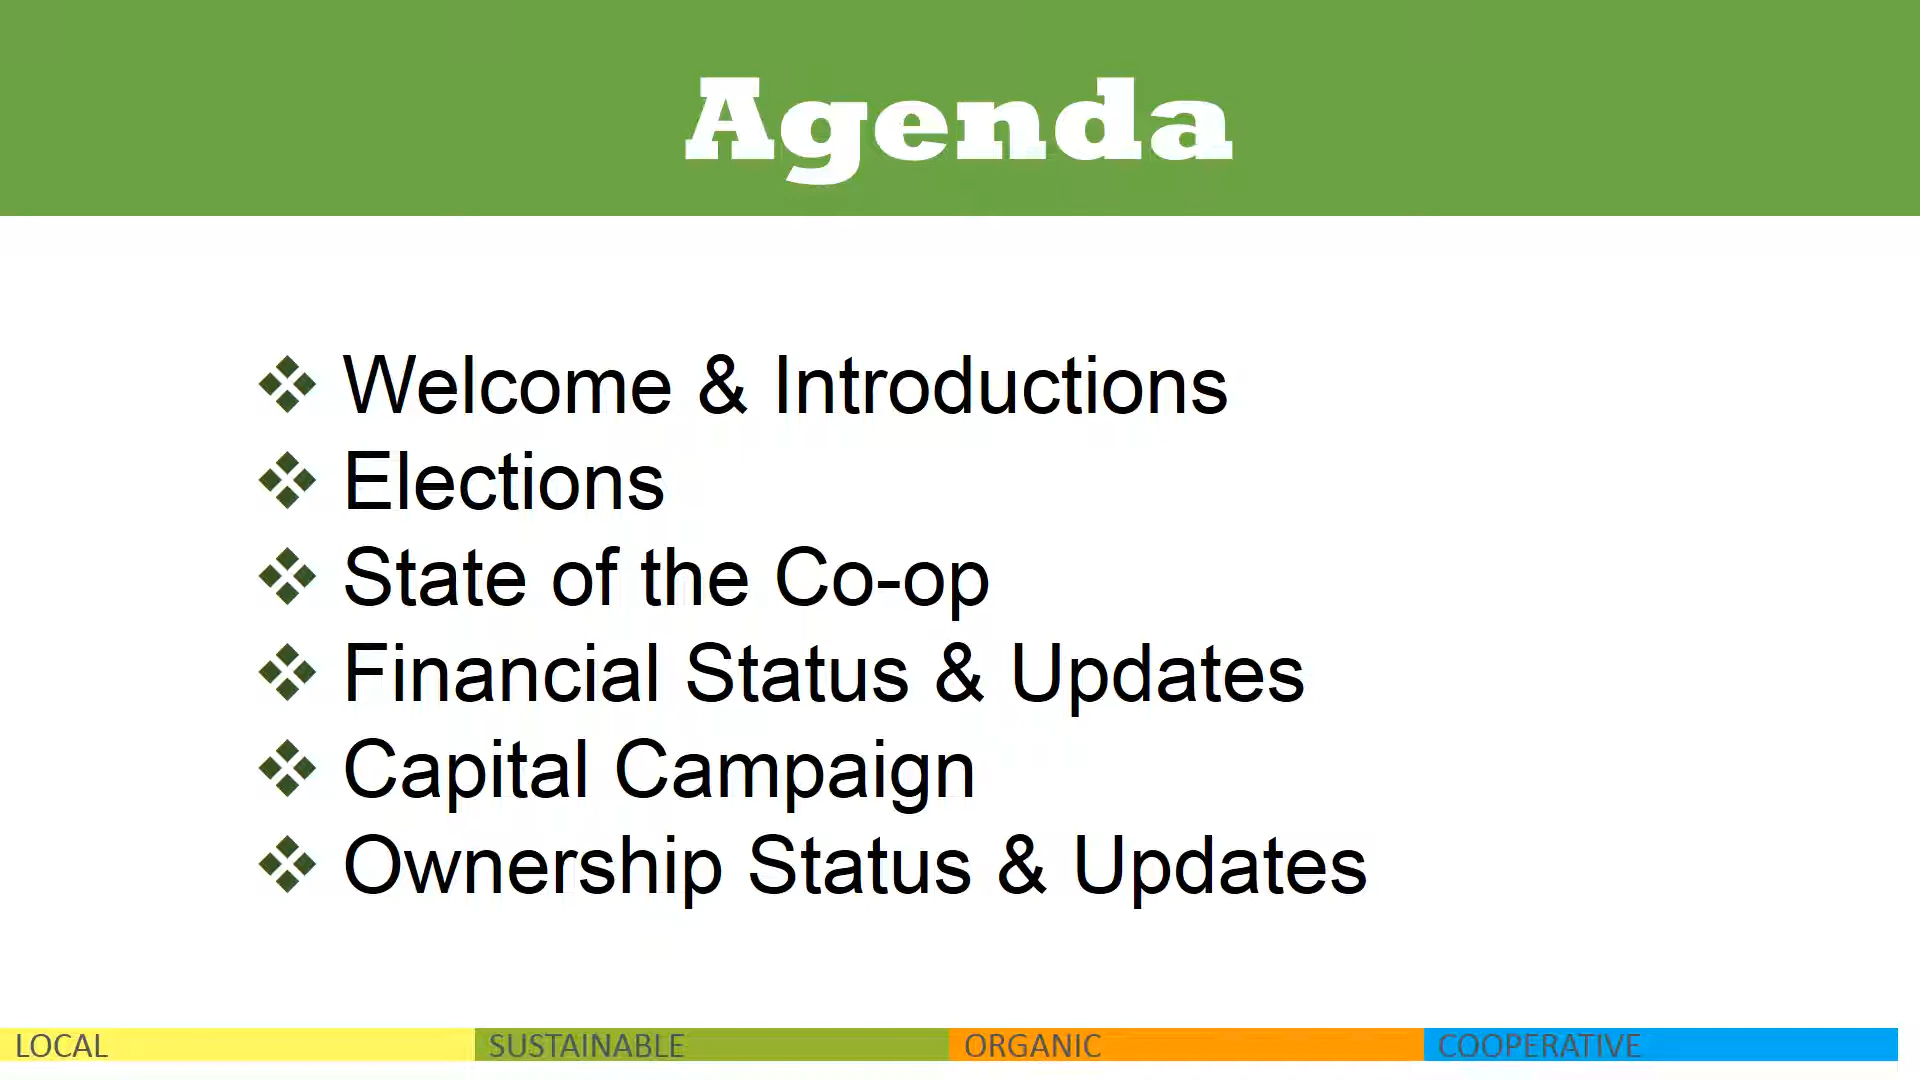 Agenda
Welcome & Introductions
Elections
State of the Co-op
Financial Status & Updates
Capital Campaign
Ownership Status & Updates
LOCAL SUSTAINABLE ORGANIC COOPERATIVE